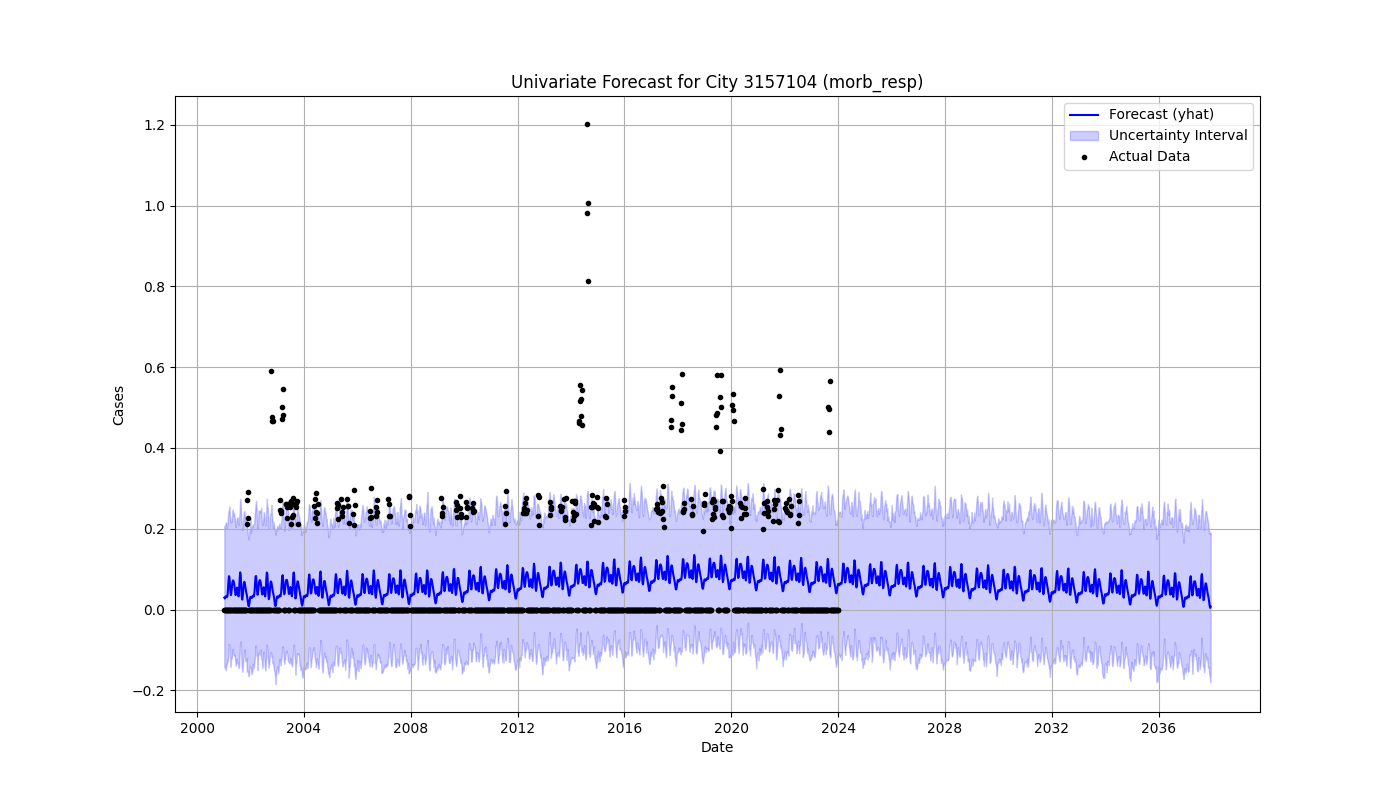 Univariate Forecast for City 3157104 (morb_resp)
Forecast (yhat)
Uncertainty Interval
Actual Data
Cases
1.2
1.0
0.8
0.6
0.4
0.2
0.0
−0.2
2000 2004 2008 2012 2016 2020 2024 2028 2032 2036
Date